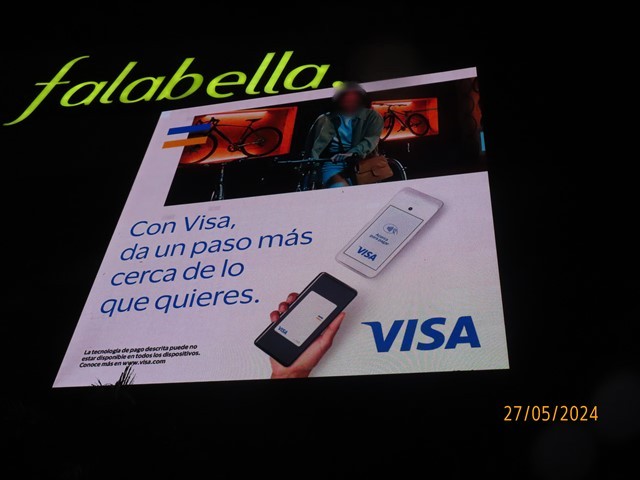 falabella.
Con Visa,
da un paso más
cerca de lo
que quieres.
VISA
VISA
La tecnología de pago descrita puede no
estar disponible en todos los dispositivos.
Conoce más en www.visa.com
27/05/2024